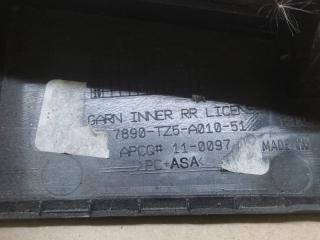 GARN INNER RR LICENS
7890-TZ5-A010-51
APCG# 11-0097
>PC+ASA<
MADE IN